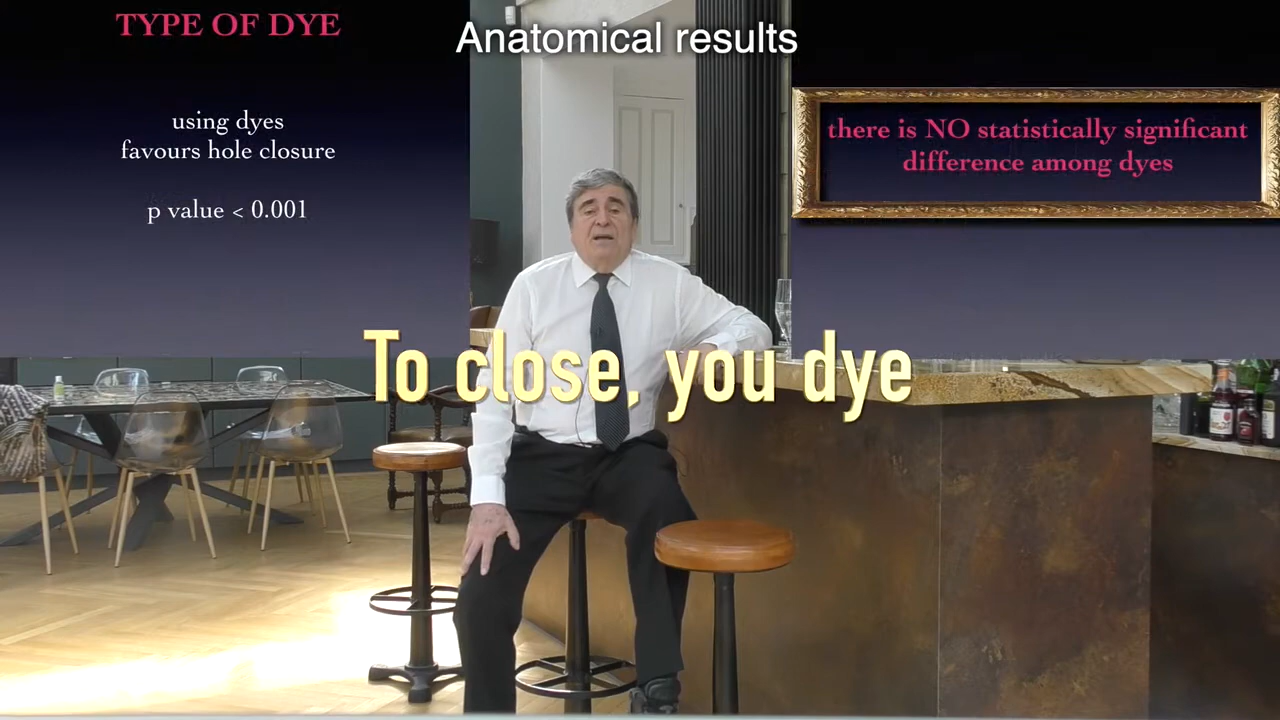 TYPE OF DYE
using dyes
favours hole closure
p value < 0.001
Anatomical results
there is NO statistically significant
difference among dyes
To close, you dye